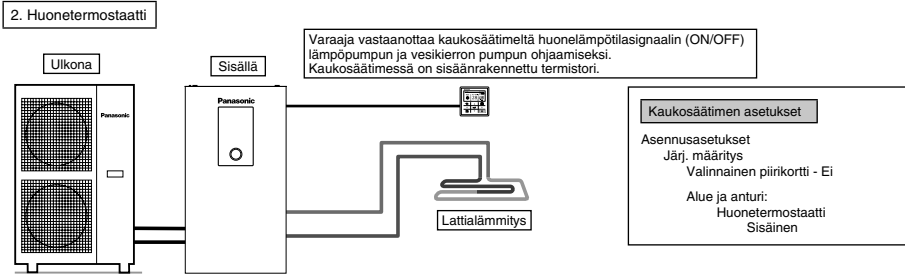 2. Huonetermostaatti
Varaaja vastaanottaa kaukosäätimeltä huonelämpötilasignaalin (ON/OFF)
lämpöpumpun ja vesikierron pumpun ohjaamiseksi.
Kaukosäätimessä on sisäänrakennettu termistori.
Ulkona
Sisällä
Panasonic
Panasonic
Lattialämmitys
Kaukosäätimen asetukset
Asennusasetukset
Järj. määritys
Valinnainen piirikortti - Ei
Alue ja anturi:
Huonetermostaatti
Sisäinen